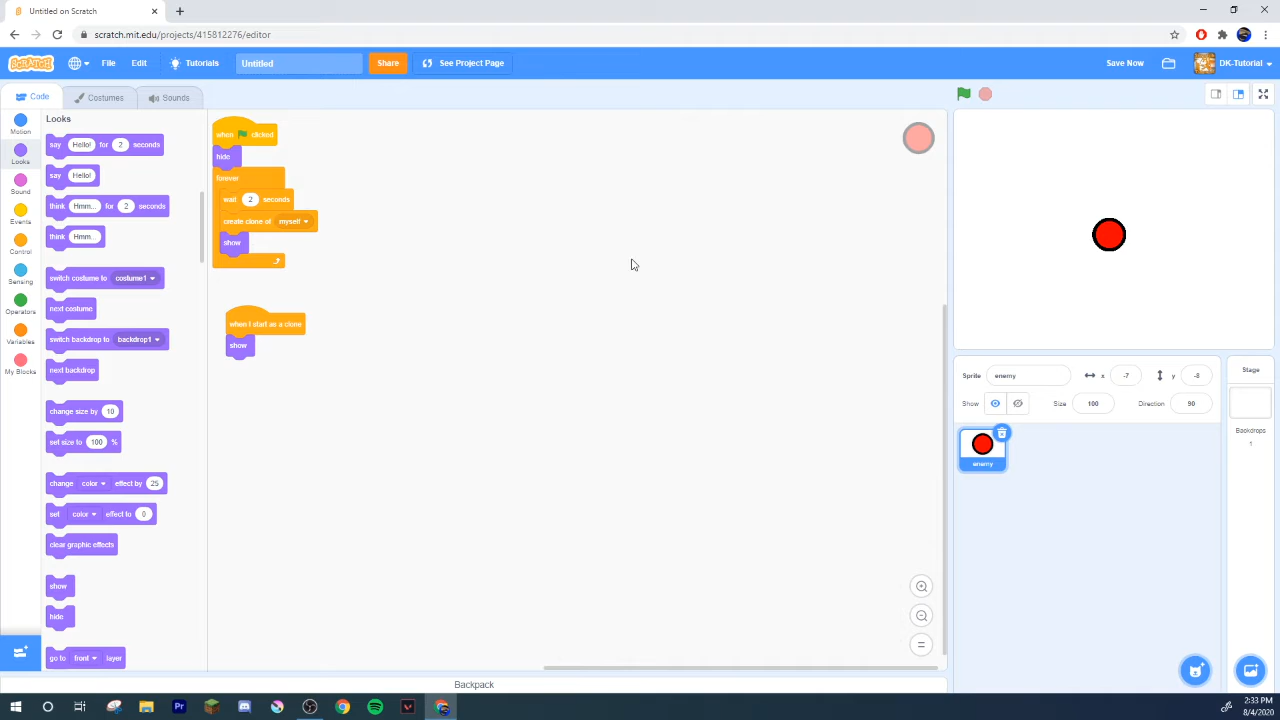 Untitled on Scratch
scratch.mit.edu/projects/415812276/editor
SCRATCH
File
Edit
Tutorials
Untitled
Share
See Project Page
Save Now
DK-Tutorial
Code
Costumes
Sounds
Motion
Looks
Sound
Events
Control
Sensing
Operators
Variables
My Blocks
Looks
say Hello! for 2 seconds
say Hello!
think Hmm... for 2 seconds
think Hmm...
switch costume to costume1
next costume
switch backdrop to backdrop1
next backdrop
change size by 10
set size to 100 %
change color effect by 25
set color effect to 0
clear graphic effects
show
hide
go to front layer
when clicked
hide
forever
wait 2 seconds
create clone of myself
show
when I start as a clone
show
Sprite enemy x -7 y -8
Show Size 100 Direction 90
enemy
Stage
Backdrops
1
Backpack
Pr
2:33 PM
8/4/2020